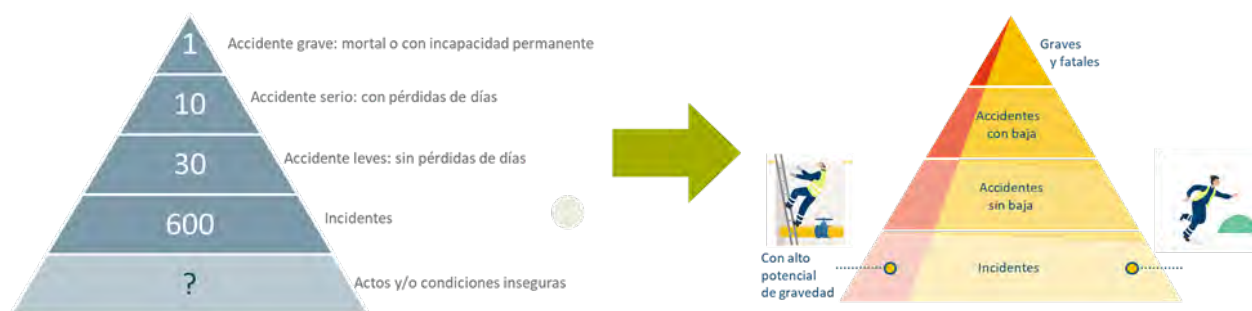 1
Accidente grave: mortal o con incapacidad permanente
10
Accidente serio: con pérdidas de días
30
Accidente leves: sin pérdidas de días
600
Incidentes
?
Actos y/o condiciones inseguras
Graves
y fatales
Accidentes
con baja
Accidentes
sin baja
Incidentes
Con alto
potencial
de gravedad